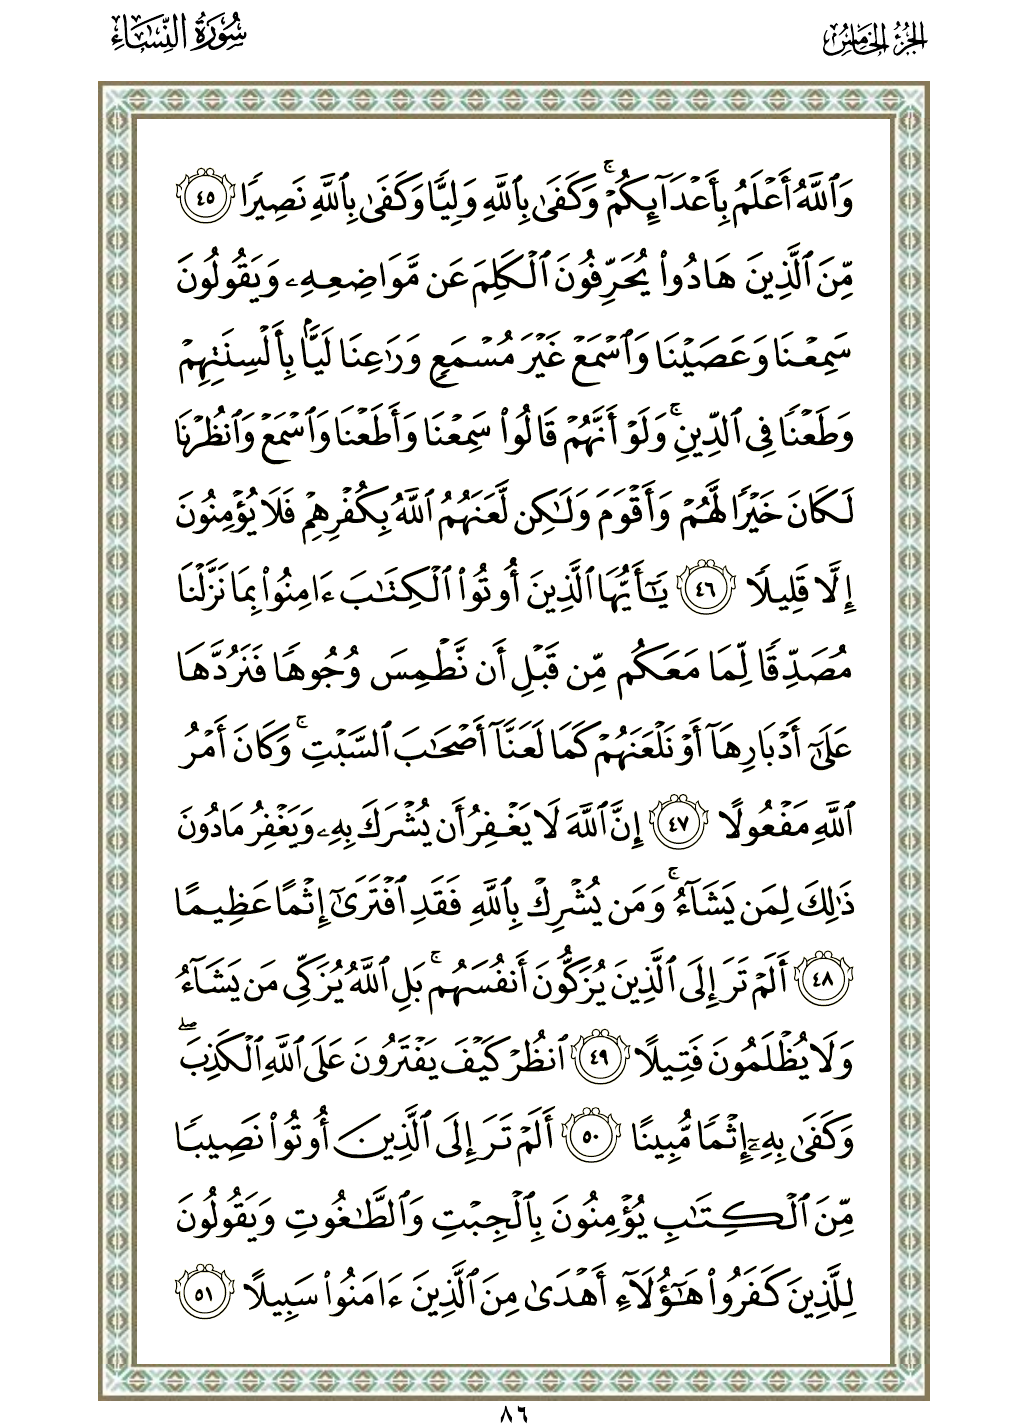 الجزء الخامس
سورة النساء
وَٱللَّهُ أَعۡلَمُ بِأَعۡدَآئِكُمۡۚ وَكَفَىٰ بِٱللَّهِ وَلِيّٗا وَكَفَىٰ بِٱللَّهِ نَصِيرٗا ٤٥
مِّنَ ٱلَّذِينَ هَادُواْ يُحَرِّفُونَ ٱلۡكَلِمَ عَن مَّوَاضِعِهِۦ وَيَقُولُونَ
سَمِعۡنَا وَعَصَيۡنَا وَٱسۡمَعۡ غَيۡرَ مُسۡمَعٖ وَرَٰعِنَا لَيَّۢا بِأَلۡسِنَتِهِمۡ
وَطَعۡنٗا فِي ٱلدِّينِۚ وَلَوۡ أَنَّهُمۡ قَالُواْ سَمِعۡنَا وَأَطَعۡنَا وَٱسۡمَعۡ وَٱنظُرۡنَا
لَكَانَ خَيۡرٗا لَّهُمۡ وَأَقۡوَمَ وَلَٰكِن لَّعَنَهُمُ ٱللَّهُ بِكُفۡرِهِمۡ فَلَا يُؤۡمِنُونَ
إِلَّا قَلِيلٗا ٤٦ يَٰٓأَيُّهَا ٱلَّذِينَ أُوتُواْ ٱلۡكِتَٰبَ ءَامِنُواْ بِمَا نَزَّلۡنَا
مُصَدِّقٗا لِّمَا مَعَكُم مِّن قَبۡلِ أَن نَّطۡمِسَ وُجُوهٗا فَنَرُدَّهَا
عَلَىٰٓ أَدۡبَارِهَآ أَوۡ نَلۡعَنَهُمۡ كَمَا لَعَنَّآ أَصۡحَٰبَ ٱلسَّبۡتِۚ وَكَانَ أَمۡرُ
ٱللَّهِ مَفۡعُولًا ٤٧ إِنَّ ٱللَّهَ لَا يَغۡفِرُ أَن يُشۡرَكَ بِهِۦ وَيَغۡفِرُ مَا دُونَ
ذَٰلِكَ لِمَن يَشَآءُۚ وَمَن يُشۡرِكۡ بِٱللَّهِ فَقَدِ ٱفۡتَرَىٰٓ إِثۡمًا عَظِيمًا
٤٨ أَلَمۡ تَرَ إِلَى ٱلَّذِينَ يُزَكُّونَ أَنفُسَهُمۚ بَلِ ٱللَّهُ يُزَكِّي مَن يَشَآءُ
وَلَا يُظۡلَمُونَ فَتِيلًا ٤٩ ٱنظُرۡ كَيۡفَ يَفۡتَرُونَ عَلَى ٱللَّهِ ٱلۡكَذِبَۖ
وَكَفَىٰ بِهِۦٓ إِثۡمٗا مُّبِينًا ٥٠ أَلَمۡ تَرَ إِلَى ٱلَّذِينَ أُوتُواْ نَصِيبٗا
مِّنَ ٱلۡكِتَٰبِ يُؤۡمِنُونَ بِٱلۡجِبۡتِ وَٱلطَّٰغُوتِ وَيَقُولُونَ
لِلَّذِينَ كَفَرُواْ هَٰٓؤُلَآءِ أَهۡدَىٰ مِنَ ٱلَّذِينَ ءَامَنُواْ سَبِيلًا ٥١
٨٦